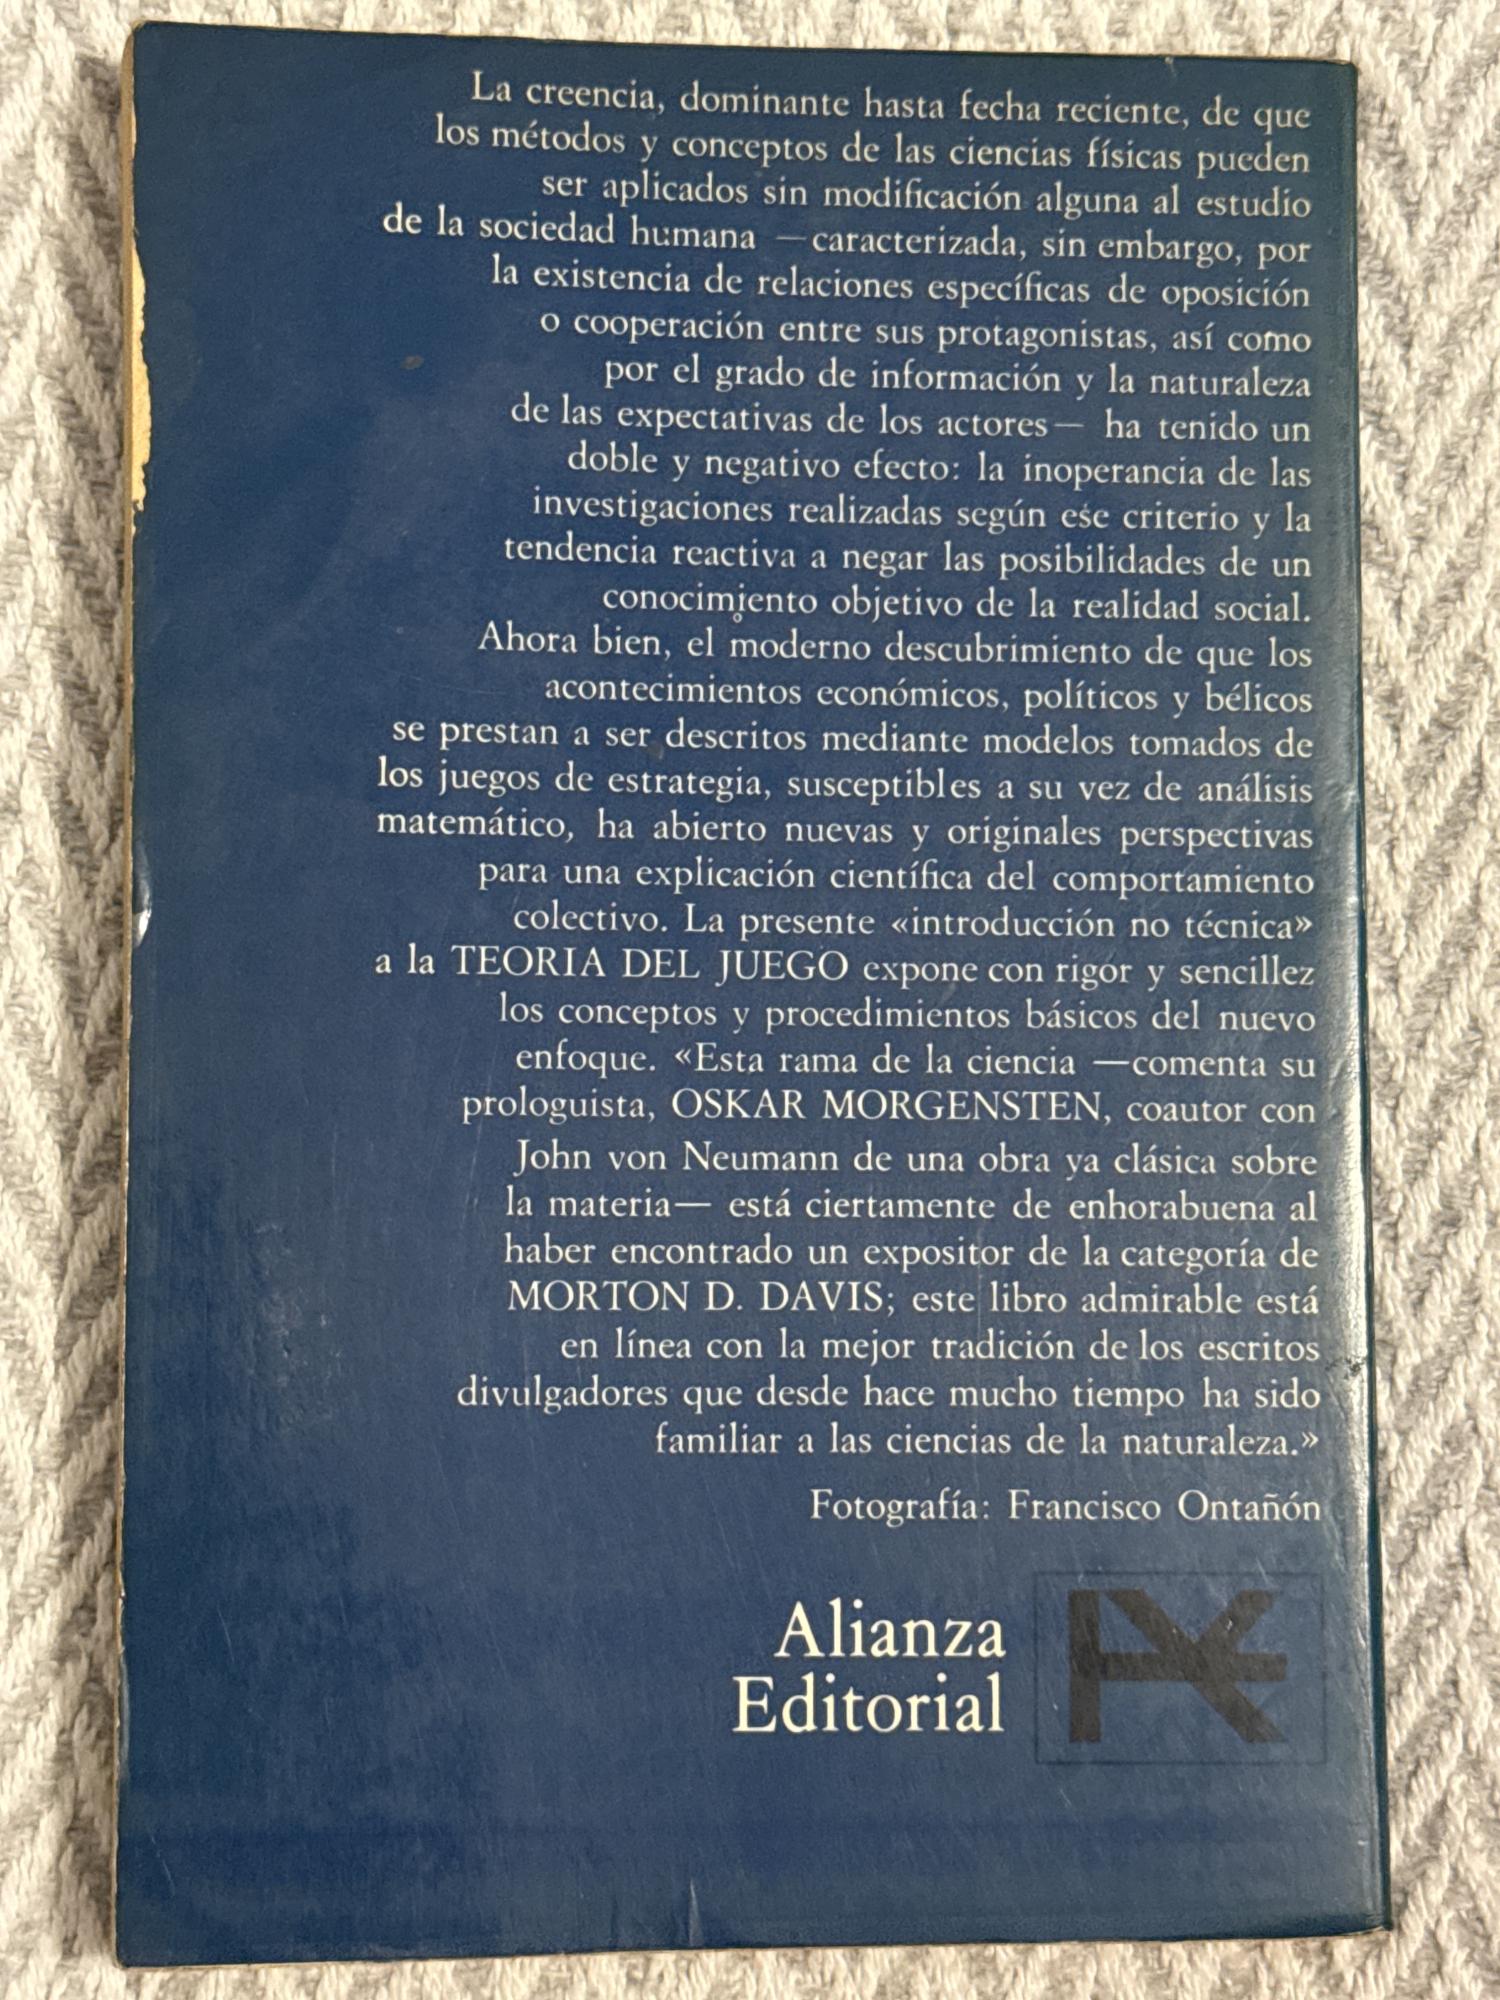 La creencia, dominante hasta fecha reciente, de que
los métodos y conceptos de las ciencias físicas pueden
ser aplicados sin modificación alguna al estudio
de la sociedad humana —caracterizada, sin embargo, por
la existencia de relaciones específicas de oposición
o cooperación entre sus protagonistas, así como
por el grado de información y la naturaleza
de las expectativas de los actores— ha tenido un
doble y negativo efecto: la inoperancia de las
investigaciones realizadas según ese criterio y la
tendencia reactiva a negar las posibilidades de un
conocimiento objetivo de la realidad social.
Ahora bien, el moderno descubrimiento de que los
acontecimientos económicos, políticos y bélicos
se prestan a ser descritos mediante modelos tomados de
los juegos de estrategia, susceptibles a su vez de análisis
matemático, ha abierto nuevas y originales perspectivas
para una explicación científica del comportamiento
colectivo. La presente «introducción no técnica»
a la TEORIA DEL JUEGO expone con rigor y sencillez
los conceptos y procedimientos básicos del nuevo
enfoque. «Esta rama de la ciencia —comenta su
prologuista, OSKAR MORGENSTEN, coautor con
John von Neumann de una obra ya clásica sobre
la materia— está ciertamente de enhorabuena al
haber encontrado un expositor de la categoría de
MORTON D. DAVIS; este libro admirable está
en línea con la mejor tradición de los escritos
divulgadores que desde hace mucho tiempo ha sido
familiar a las ciencias de la naturaleza.»
Fotografía: Francisco Ontañón
Alianza
Editorial